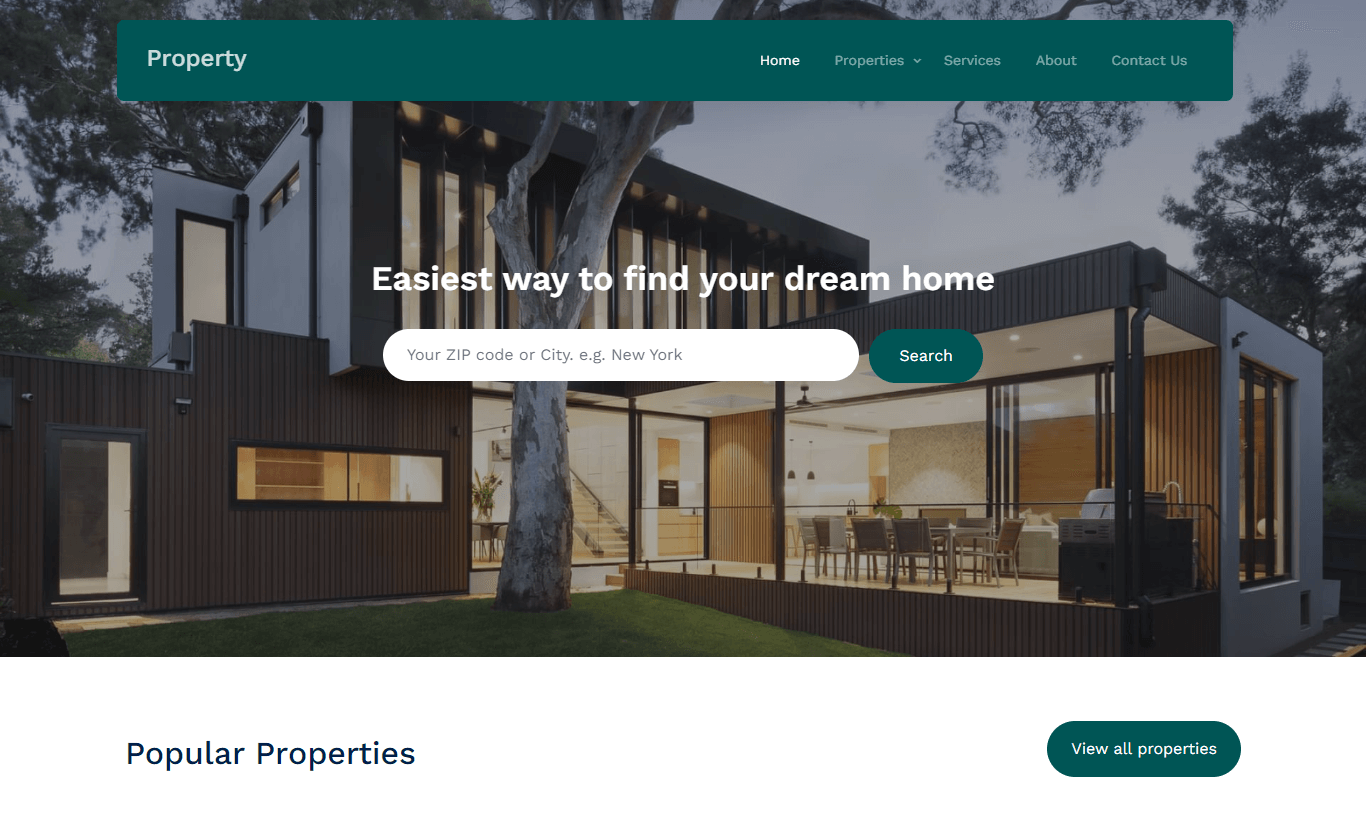 Property
Home Properties Services About Contact Us
Easiest way to find your dream home
Your ZIP code or City. e.g. New York
Search
Popular Properties
View all properties